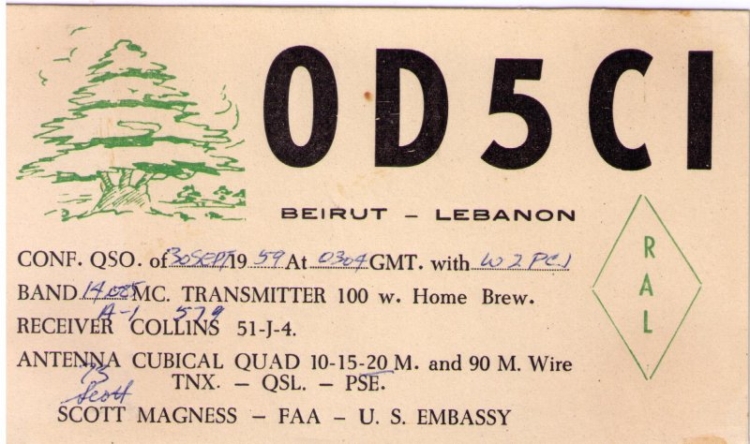 OD5CI
BEIRUT – LEBANON
CONF. QSO. of 30 SEPT 19 59 At 0304 GMT. with W2PCJ
BAND 14.025 MC. TRANSMITTER 100 w. Home Brew.
A-1 579
RECEIVER COLLINS 51-J-4.
ANTENNA CUBICAL QUAD 10-15-20 M. and 90 M. Wire
TNX. – QSL. – PSE.
73
Scott
SCOTT MAGNESS – FAA – U. S. EMBASSY
R
A
L